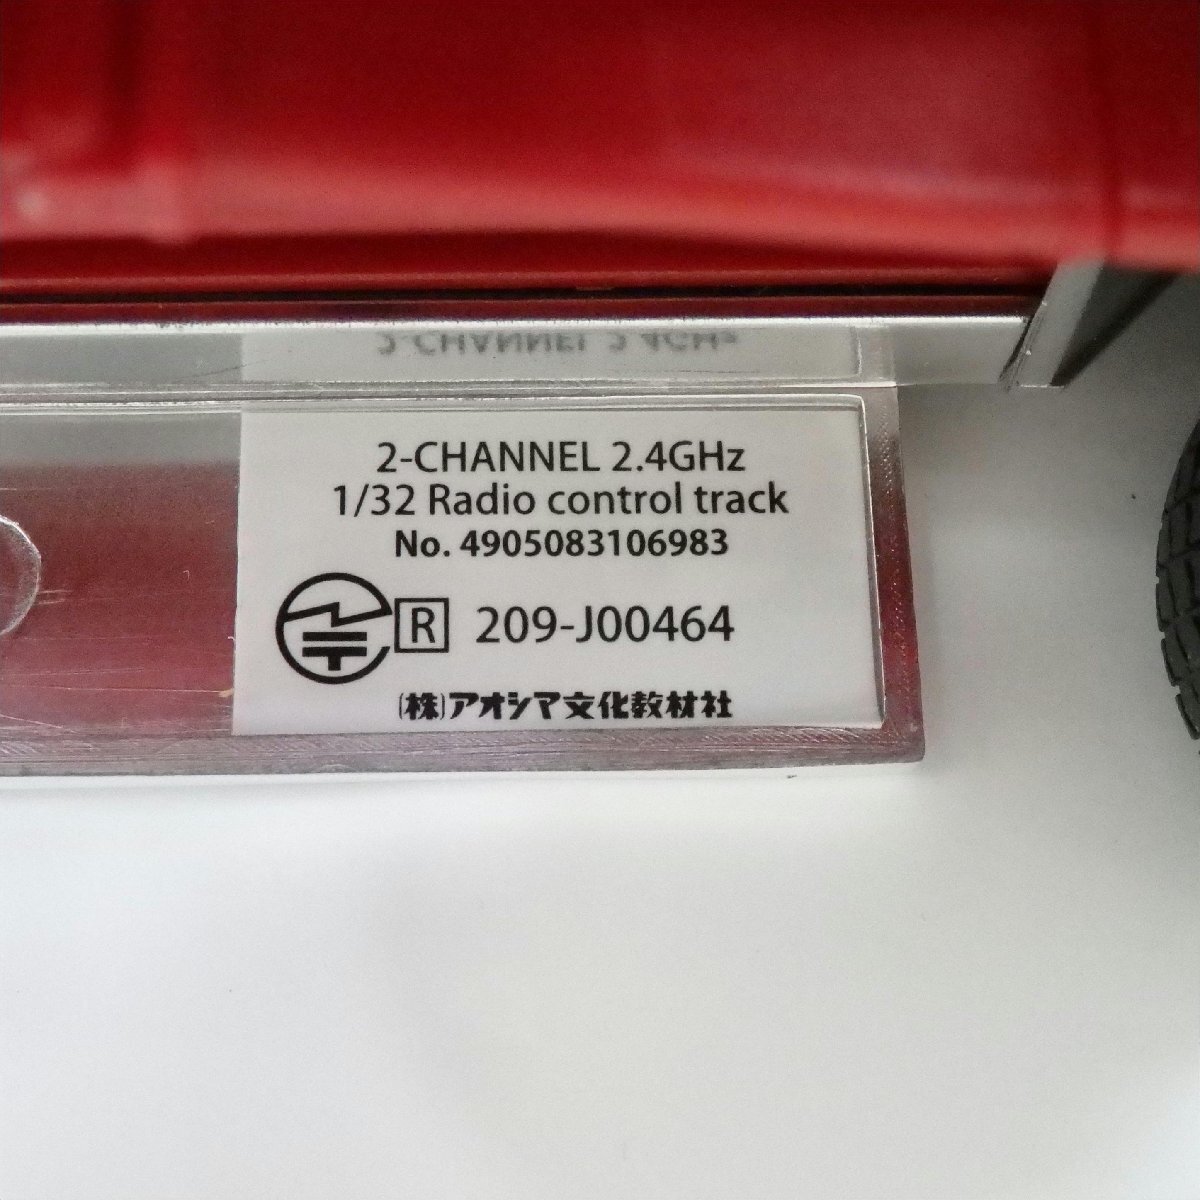 2-CHANNEL 2.4GHz
1/32 Radio control track
No. 4905083106983
R 209-J00464
(株)アオシマ文化教材社